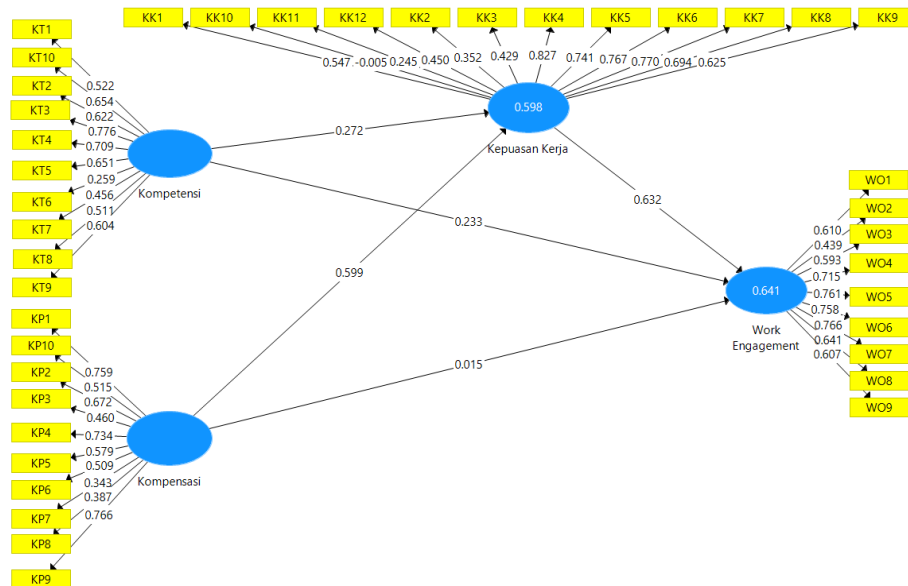 KK1 KK10 KK11 KK12 KK2 KK3 KK4 KK5 KK6 KK7 KK8 KK9
0.547 -0.005 0.245 0.450 0.352 0.429 0.827 0.741 0.767 0.770 0.694 0.625
0.598
Kepuasan Kerja
KT1
KT10
KT2
KT3
KT4
KT5
KT6
KT7
KT8
KT9
0.522
0.654
0.622
0.776
0.709
0.651
0.259
0.456
0.511
0.604
Kompetensi
0.272
0.233
0.632
0.599
0.015
KP1
KP10
KP2
KP3
KP4
KP5
KP6
KP7
KP8
KP9
0.759
0.515
0.672
0.460
0.734
0.579
0.509
0.343
0.387
0.766
Kompensasi
0.641
Work
Engagement
0.610
0.439
0.593
0.715
0.761
0.758
0.766
0.641
0.607
WO1
WO2
WO3
WO4
WO5
WO6
WO7
WO8
WO9